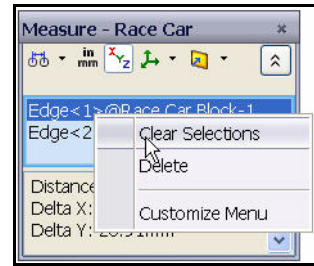 Measure - Race Car
in
mm
X Y Z
Edge<1>@Race Car Block-1
Edge<2
Clear Selections
Delete
Distance
Delta X:
Customize Menu
Delta Y: